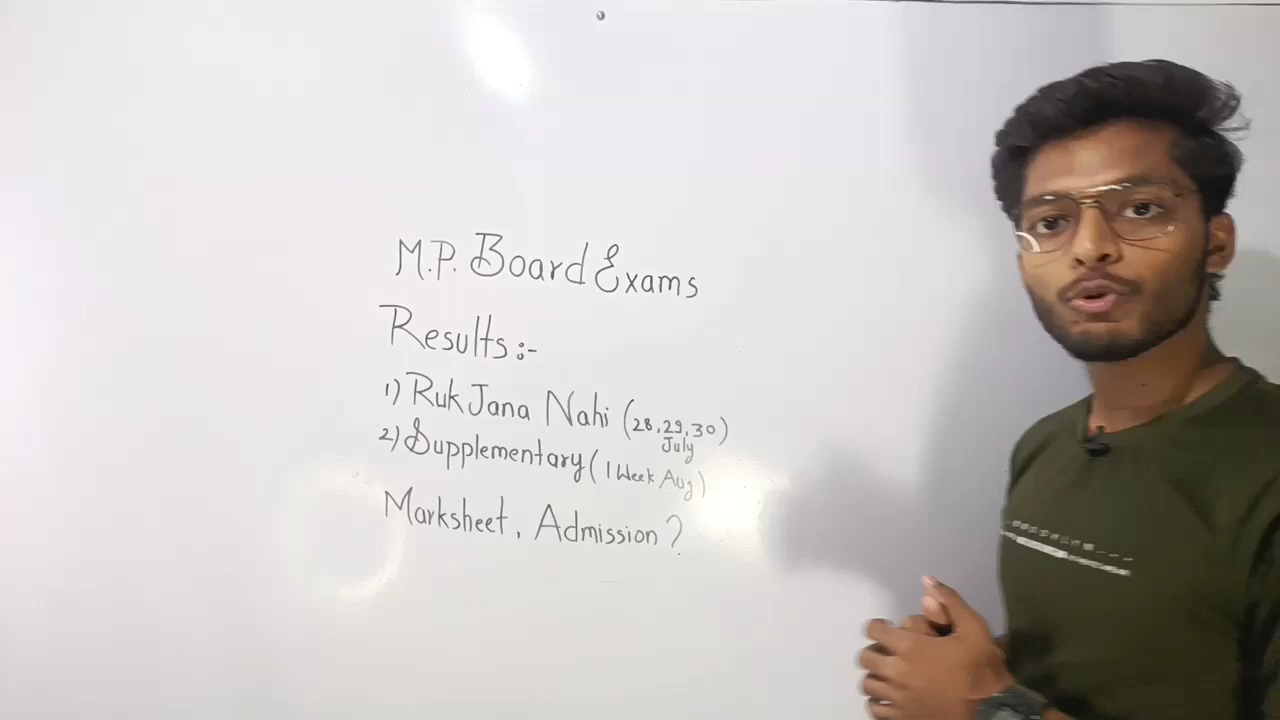 M.P. Board Exams
Results :-
1) Ruk Jana Nahi (28, 29, 30)
July
2) Supplementary (1 Week Aug)
Marksheet, Admission ?